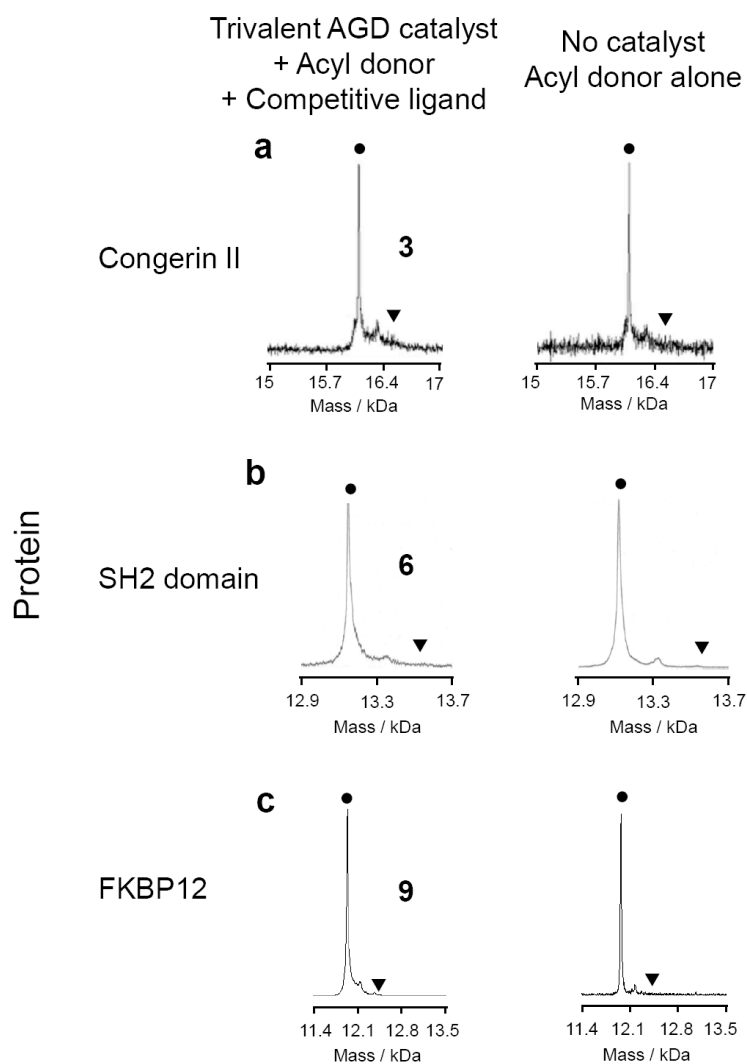 Trivalent AGD catalyst
+ Acyl donor
+ Competitive ligand
No catalyst
Acyl donor alone
a
Congerin II
3
15 15.7 16.4 17
Mass / kDa
15 15.7 16.4 17
Mass / kDa
Protein
b
SH2 domain
6
12.9 13.3 13.7
Mass / kDa
12.9 13.3 13.7
Mass / kDa
c
FKBP12
9
11.4 12.1 12.8 13.5
Mass / kDa
11.4 12.1 12.8 13.5
Mass / kDa